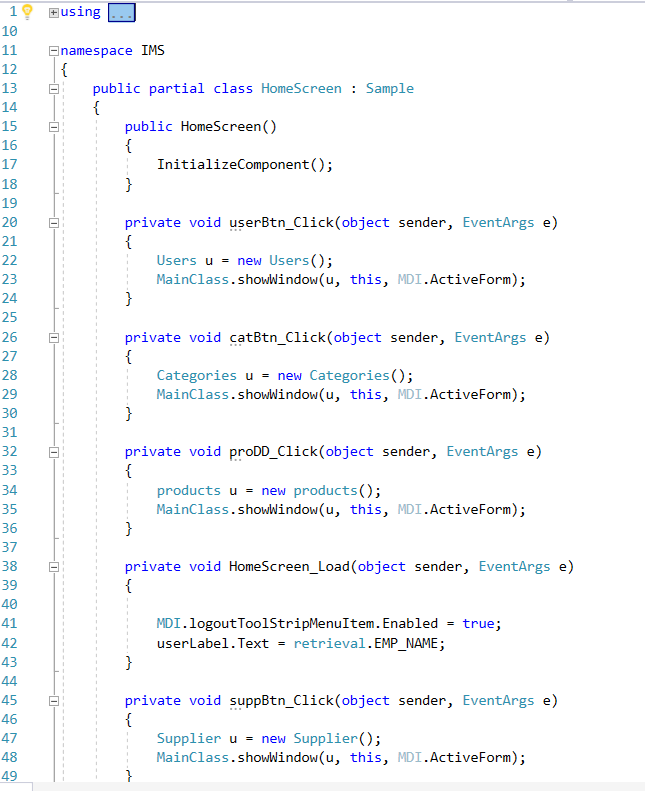 1 using ...
10
11 namespace IMS
12 {
13 public partial class HomeScreen : Sample
14 {
15 public HomeScreen()
16 {
17 InitializeComponent();
18 }
19
20 private void userBtn_Click(object sender, EventArgs e)
21 {
22 Users u = new Users();
23 MainClass.showWindow(u, this, MDI.ActiveForm);
24 }
25
26 private void catBtn_Click(object sender, EventArgs e)
27 {
28 Categories u = new Categories();
29 MainClass.showWindow(u, this, MDI.ActiveForm);
30 }
31
32 private void proDD_Click(object sender, EventArgs e)
33 {
34 products u = new products();
35 MainClass.showWindow(u, this, MDI.ActiveForm);
36 }
37
38 private void HomeScreen_Load(object sender, EventArgs e)
39 {
40
41 MDI.logoutToolStripMenuItem.Enabled = true;
42 userLabel.Text = retrieval.EMP_NAME;
43 }
44
45 private void suppBtn_Click(object sender, EventArgs e)
46 {
47 Supplier u = new Supplier();
48 MainClass.showWindow(u, this, MDI.ActiveForm);
49 }